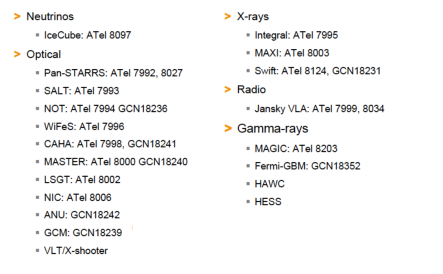 > Neutrinos
▪ IceCube: ATel 8097
> Optical
▪ Pan-STARRS: ATel 7992, 8027
▪ SALT: ATel 7993
▪ NOT: ATel 7994 GCN18236
▪ WiFeS: ATel 7996
▪ CAHA: ATel 7998, GCN18241
▪ MASTER: ATel 8000 GCN18240
▪ LSGT: ATel 8002
▪ NIC: ATel 8006
▪ ANU: GCN18242
▪ GCM: GCN18239
▪ VLT/X-shooter
> X-rays
▪ Integral: ATel 7995
▪ MAXI: ATel 8003
▪ Swift: ATel 8124, GCN18231
> Radio
▪ Jansky VLA: ATel 7999, 8034
> Gamma-rays
▪ MAGIC: ATel 8203
▪ Fermi-GBM: GCN18352
▪ HAWC
▪ HESS